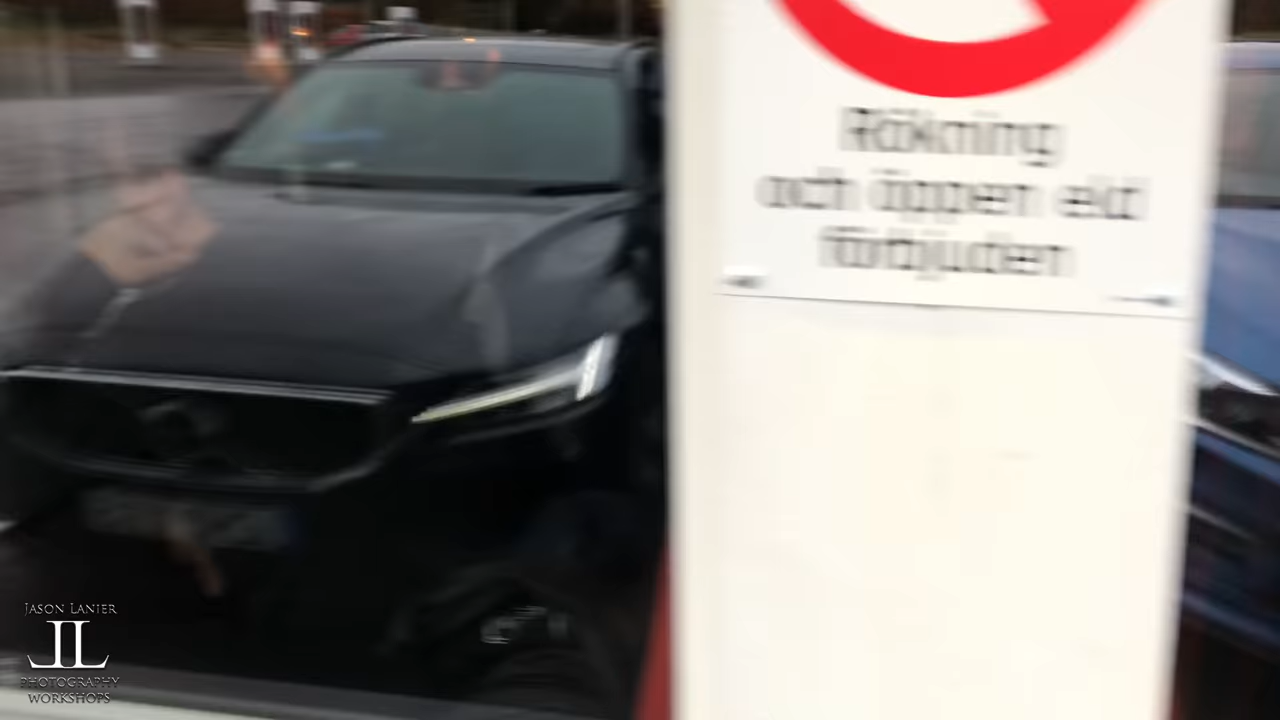 Rökning
och öppen eld
förbjuden
JASON LANIER
JL
PHOTOGRAPHY
WORKSHOPS